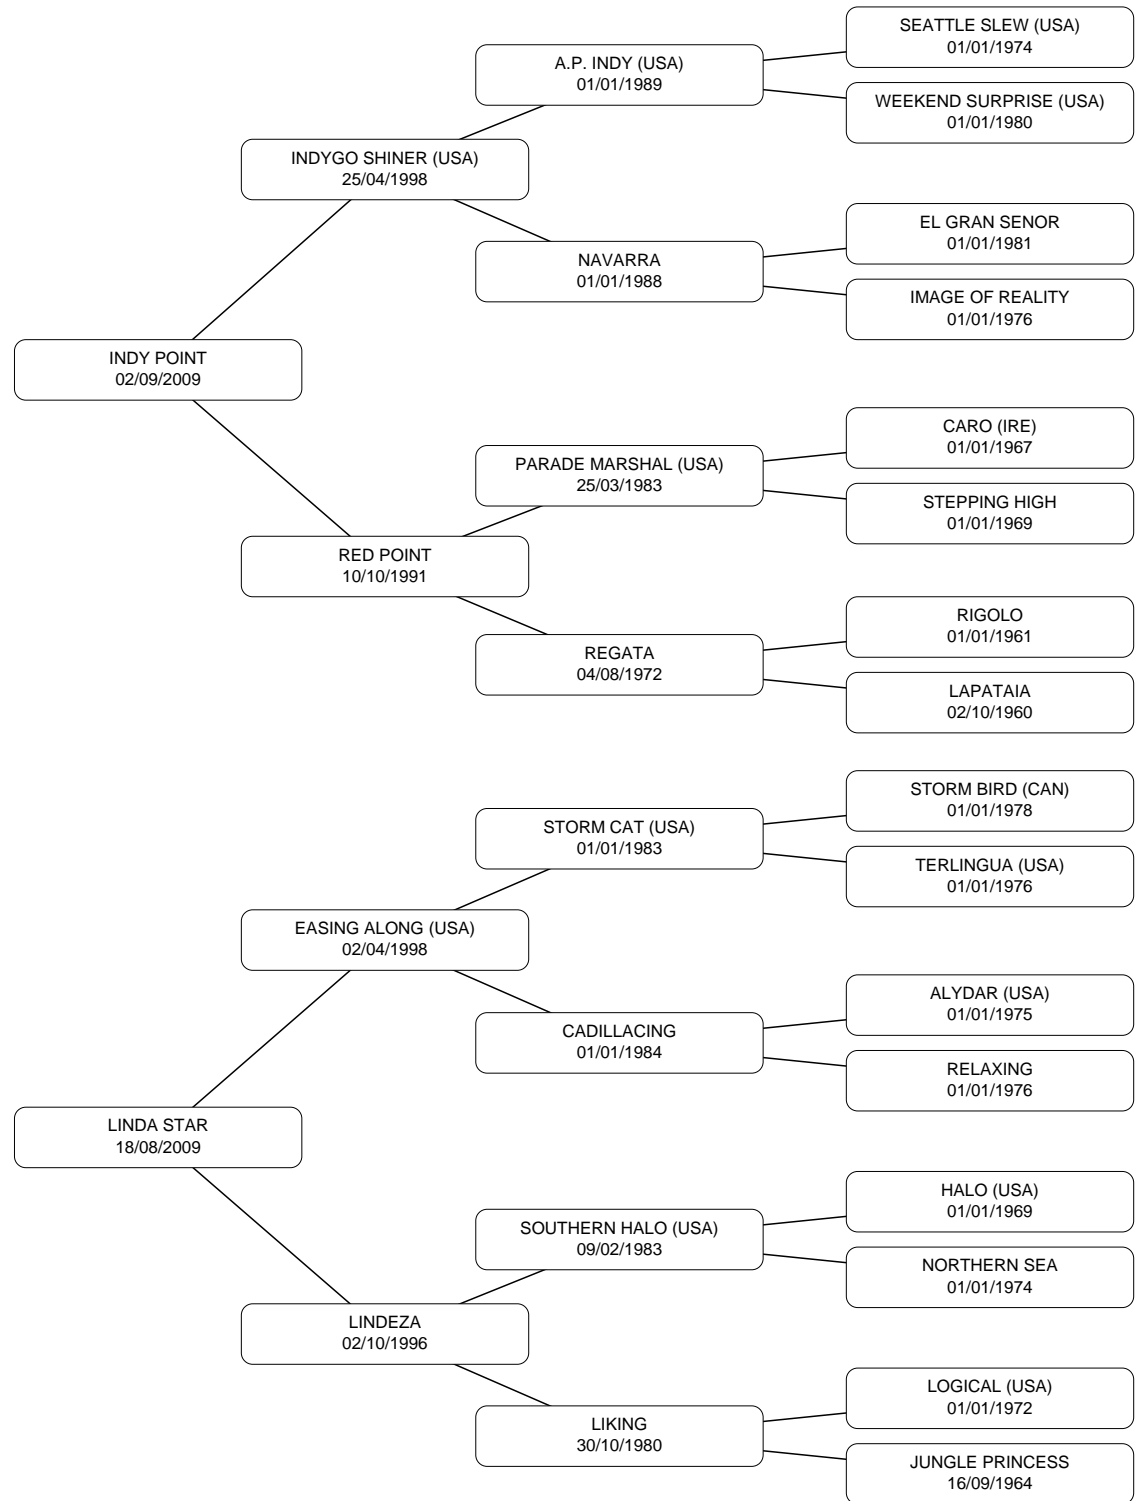 SEATTLE SLEW (USA)
01/01/1974
A.P. INDY (USA)
01/01/1989
WEEKEND SURPRISE (USA)
01/01/1980
INDYGO SHINER (USA)
25/04/1998
EL GRAN SENOR
01/01/1981
NAVARRA
01/01/1988
IMAGE OF REALITY
01/01/1976
INDY POINT
02/09/2009
CARO (IRE)
01/01/1967
PARADE MARSHAL (USA)
25/03/1983
STEPPING HIGH
01/01/1969
RED POINT
10/10/1991
RIGOLO
01/01/1961
REGATA
04/08/1972
LAPATAIA
02/10/1960
STORM BIRD (CAN)
01/01/1978
STORM CAT (USA)
01/01/1983
TERLINGUA (USA)
01/01/1976
EASING ALONG (USA)
02/04/1998
ALYDAR (USA)
01/01/1975
CADILLACING
01/01/1984
RELAXING
01/01/1976
LINDA STAR
18/08/2009
HALO (USA)
01/01/1969
SOUTHERN HALO (USA)
09/02/1983
NORTHERN SEA
01/01/1974
LINDEZA
02/10/1996
LOGICAL (USA)
01/01/1972
LIKING
30/10/1980
JUNGLE PRINCESS
16/09/1964